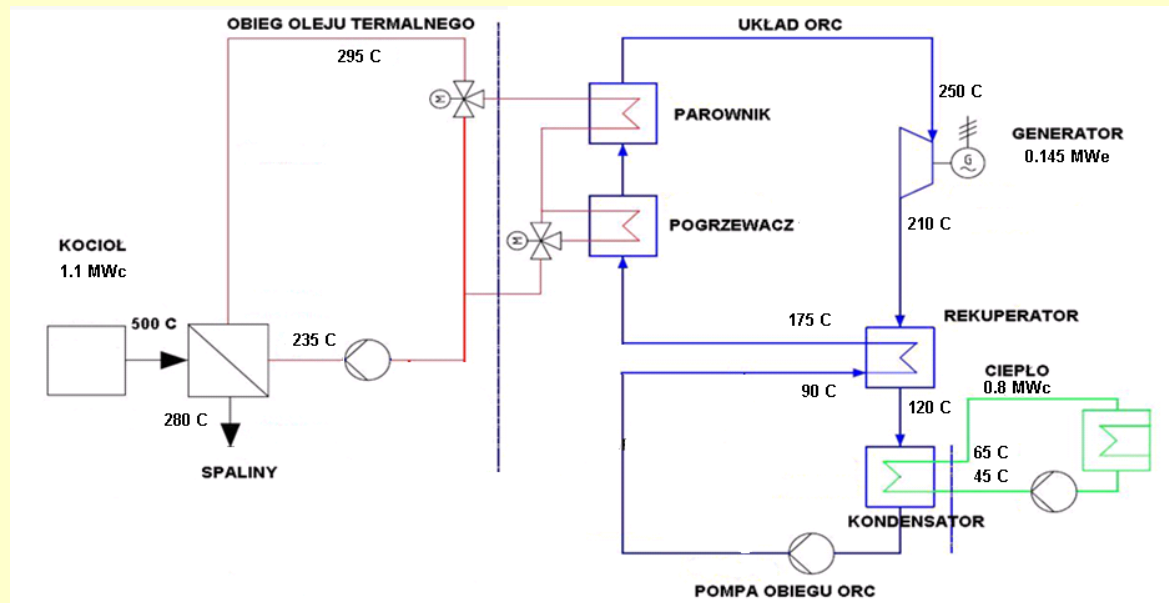 OBIEG OLEJU TERMALNEGO
UKŁAD ORC
295 C
M
PAROWNIK
250 C
GENERATOR
0.145 MWe
G
POGRZEWACZ
M
210 C
KOCIOŁ
1.1 MWc
500 C
235 C
175 C
REKUPERATOR
90 C
CIEPŁO
0.8 MWc
120 C
280 C
SPALINY
65 C
45 C
KONDENSATOR
POMPA OBIEGU ORC